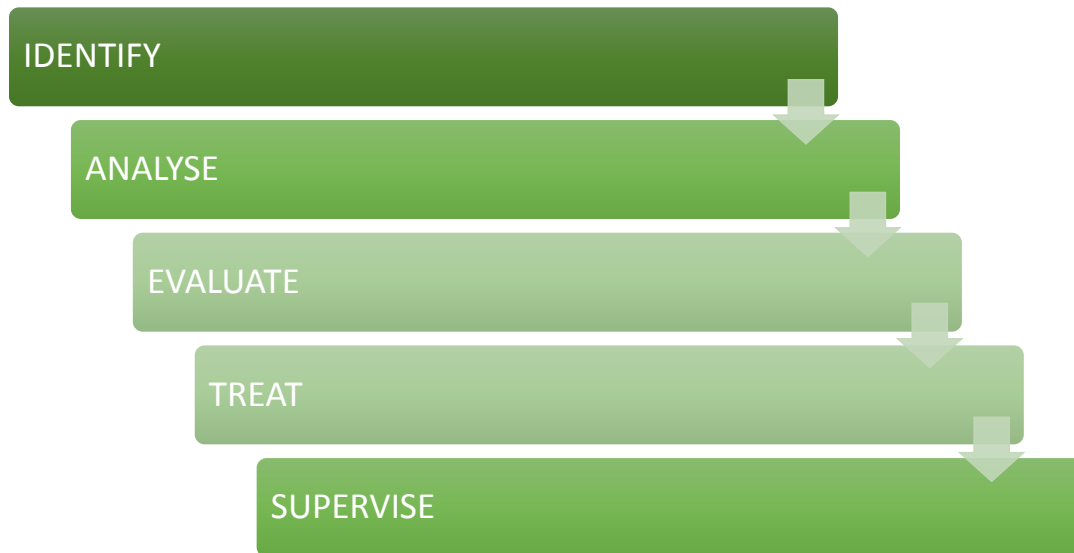 IDENTIFY
ANALYSE
EVALUATE
TREAT
SUPERVISE